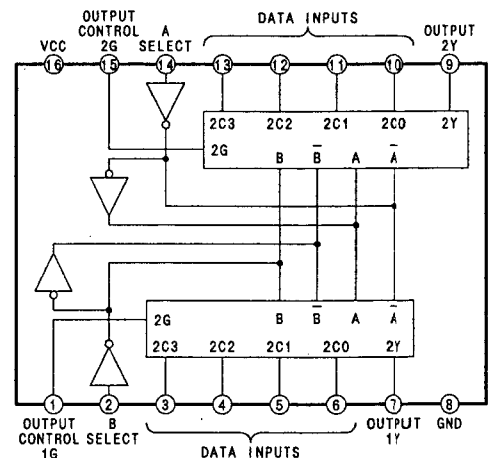 OUTPUT CONTROL 2G
A SELECT
DATA INPUTS
OUTPUT 2Y
VCC
16
15
14
13
12
11
10
9
2C3 2C2 2C1 2C0 2Y
2G
B B̅ A A̅
2G
B B̅ A A̅
2C3 2C2 2C1 2C0 2Y
1
2
3
4
5
6
7
8
OUTPUT CONTROL 1G
B SELECT
DATA INPUTS
OUTPUT 1Y
GND